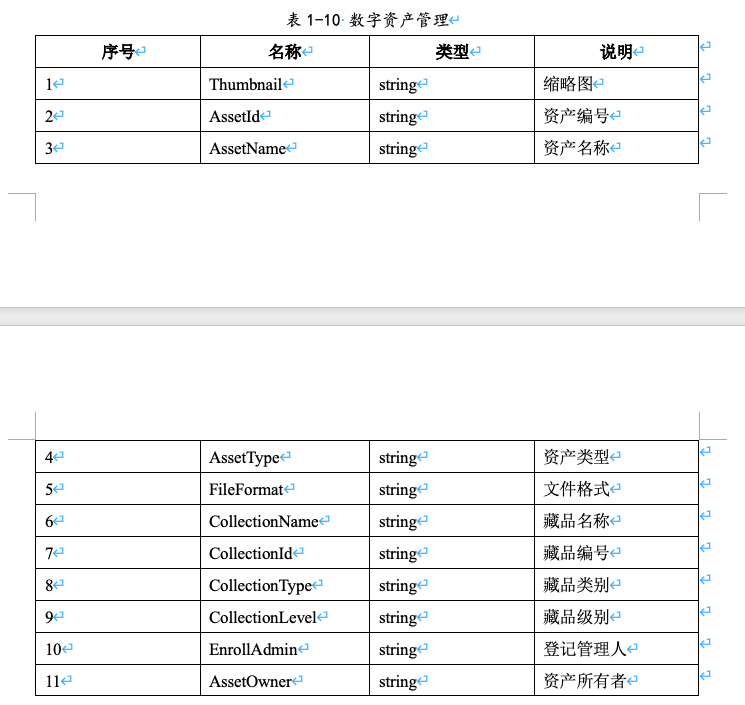 表 1-10 数字资产管理
序号 名称 类型 说明
1 Thumbnail string 缩略图
2 AssetId string 资产编号
3 AssetName string 资产名称
4 AssetType string 资产类型
5 FileFormat string 文件格式
6 CollectionName string 藏品名称
7 CollectionId string 藏品编号
8 CollectionType string 藏品类别
9 CollectionLevel string 藏品级别
10 EnrollAdmin string 登记管理人
11 AssetOwner string 资产所有者